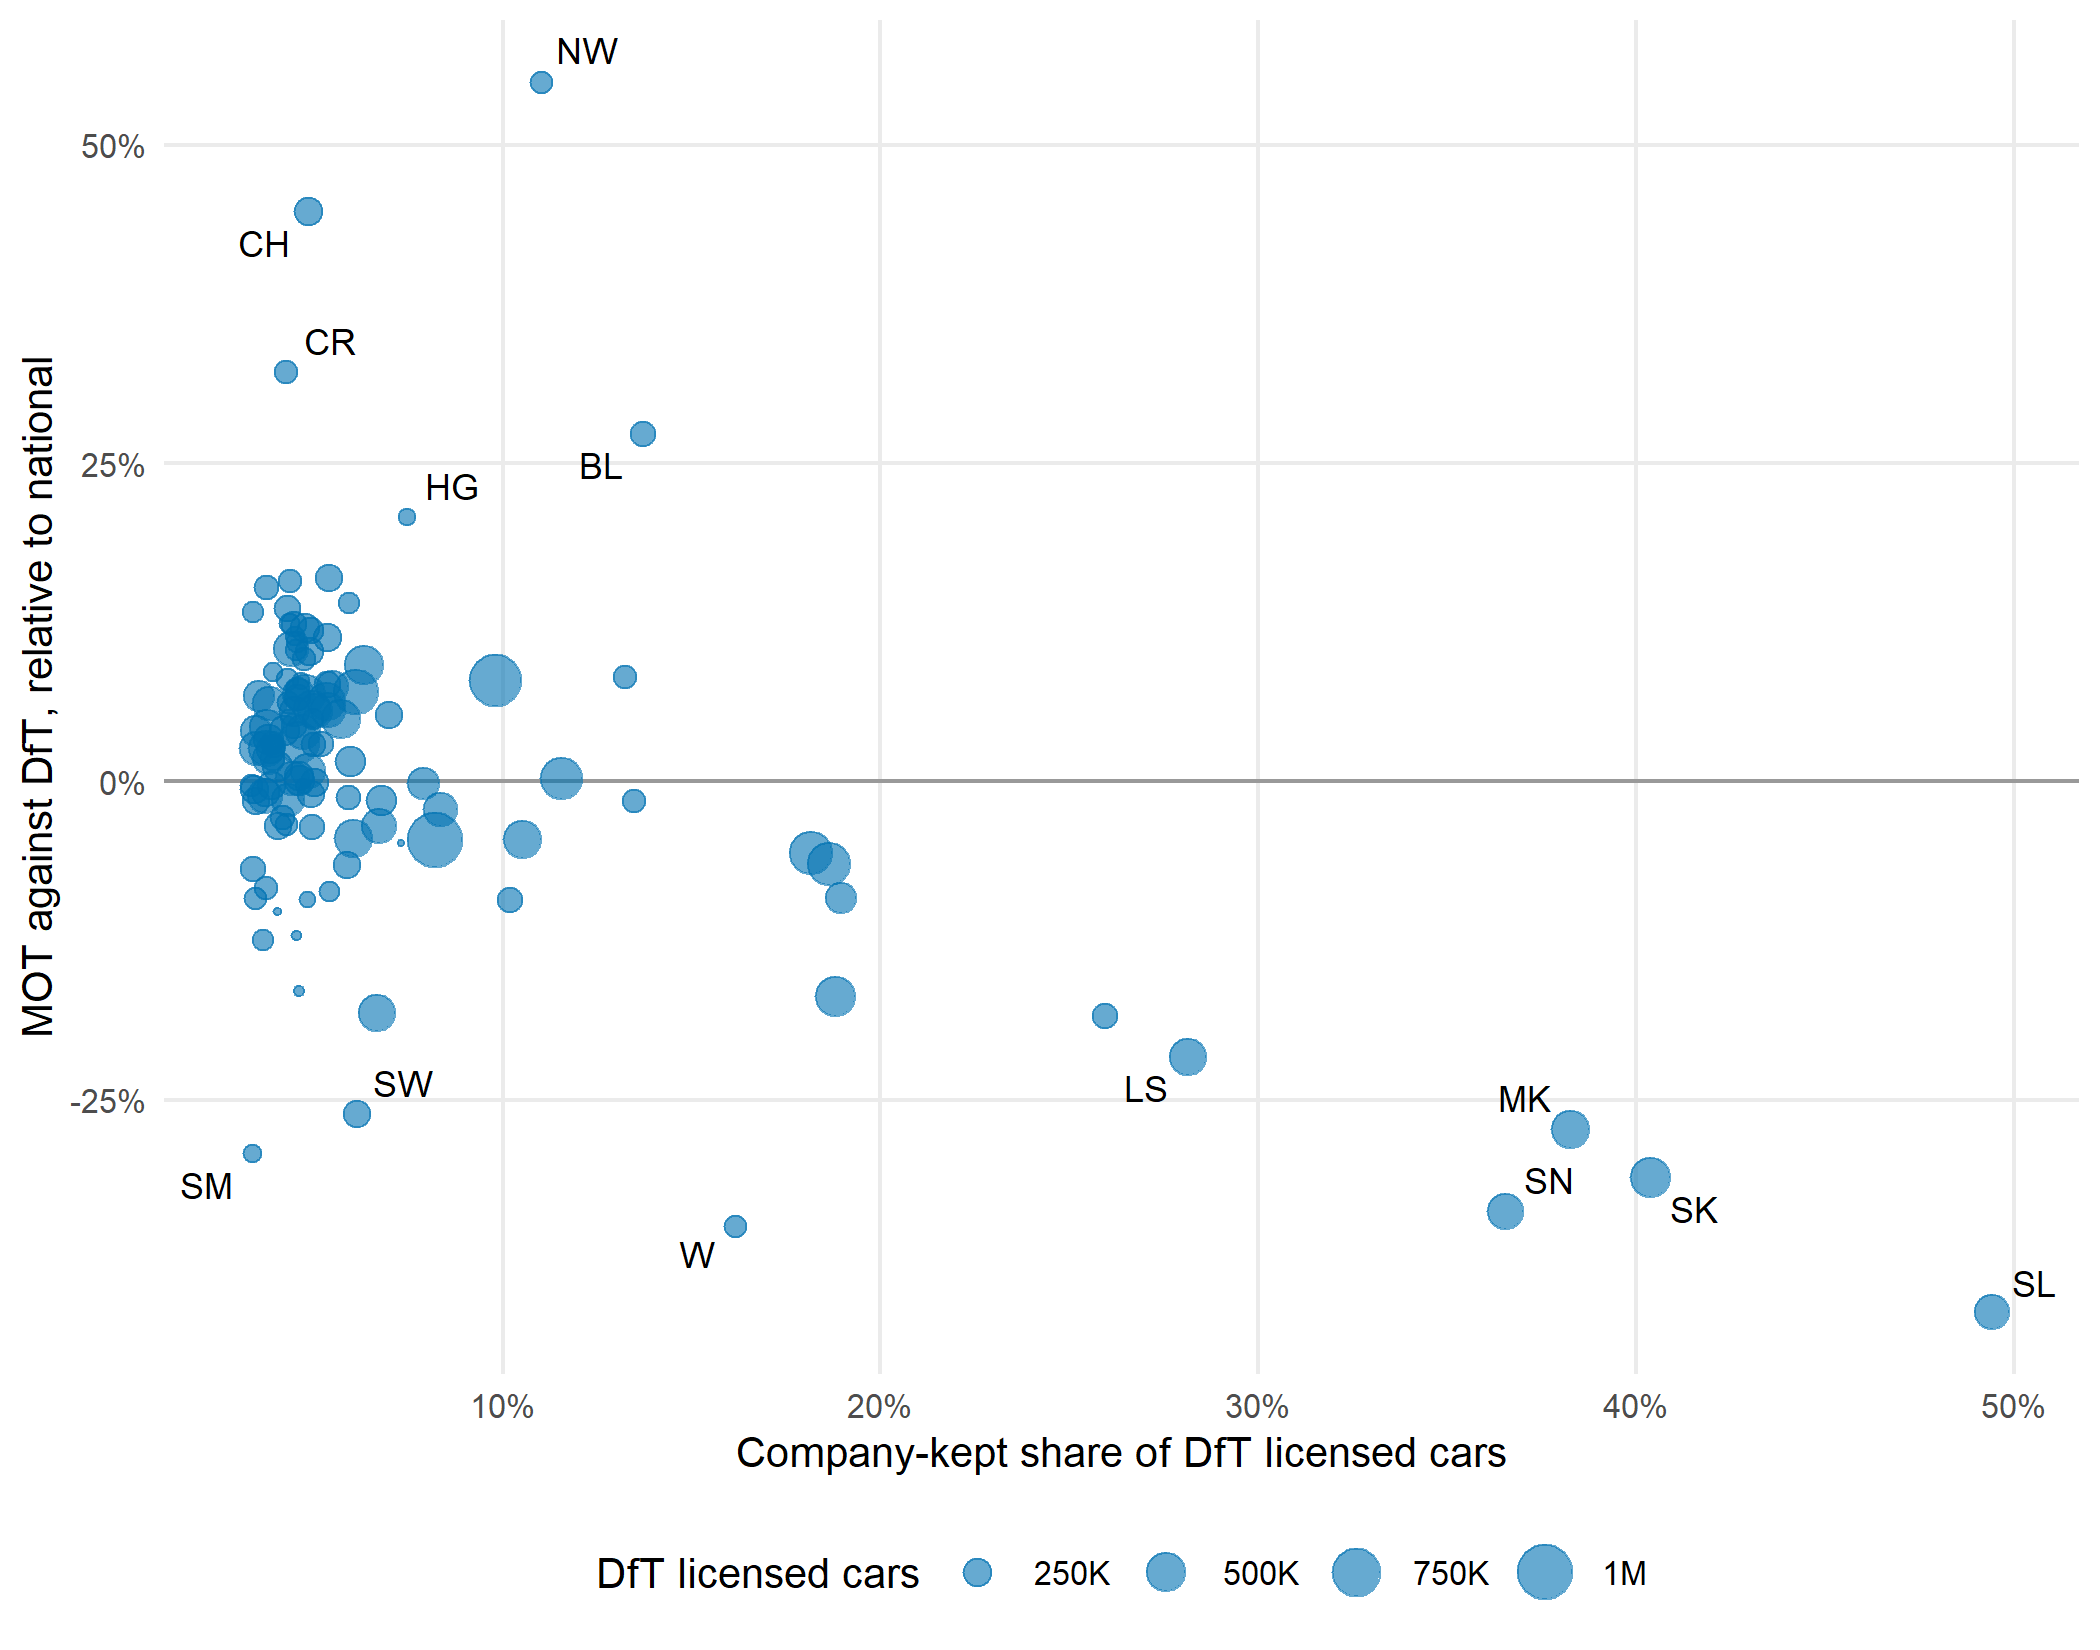 NW
50%
CH
CR
BL
25%
HG
MOT against DfT, relative to national
0%
SW
LS
-25%
MK
SM
SN
SK
W
SL
10%
20%
30%
40%
50%
Company-kept share of DfT licensed cars
DfT licensed cars 250K 500K 750K 1M